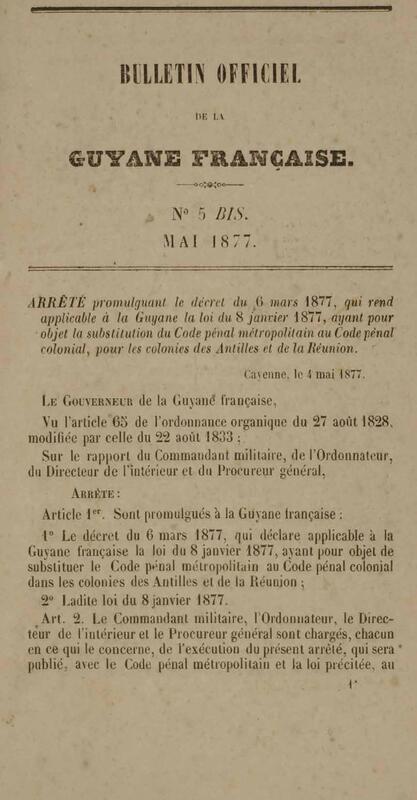 BULLETIN OFFICIEL
DE LA
GUYANE FRANÇAISE.
N° 5 BIS.
MAI 1877.
ARRÊTÉ promulguant le décret du 6 mars 1877, qui rend
applicable à la Guyane la loi du 8 janvier 1877, ayant pour
objet la substitution du Code pénal métropolitain au Code pénal
colonial, pour les colonies des Antilles et de la Réunion.
Cayenne, le 4 mai 1877.
LE GOUVERNEUR de la Guyane française,
Vu l'article 65 de l'ordonnance organique du 27 août 1828,
modifiée par celle du 22 août 1833 ;
Sur le rapport du Commandant militaire, de l'Ordonnateur,
du Directeur de l'intérieur et du Procureur général,
ARRÊTE :
Article 1er. Sont promulgués à la Guyane française :
1° Le décret du 6 mars 1877, qui déclare applicable à la
Guyane française la loi du 8 janvier 1877, ayant pour objet de
substituer le Code pénal métropolitain au Code pénal colonial
dans les colonies des Antilles et de la Réunion ;
2° Ladite loi du 8 janvier 1877.
Art. 2. Le Commandant militaire, l'Ordonnateur, le Direc-
teur de l'intérieur et le Procureur général sont chargés, chacun
en ce qui le concerne, de l'exécution du présent arrêté, qui sera
publié, avec le Code pénal métropolitain et la loi précitée, au
1*